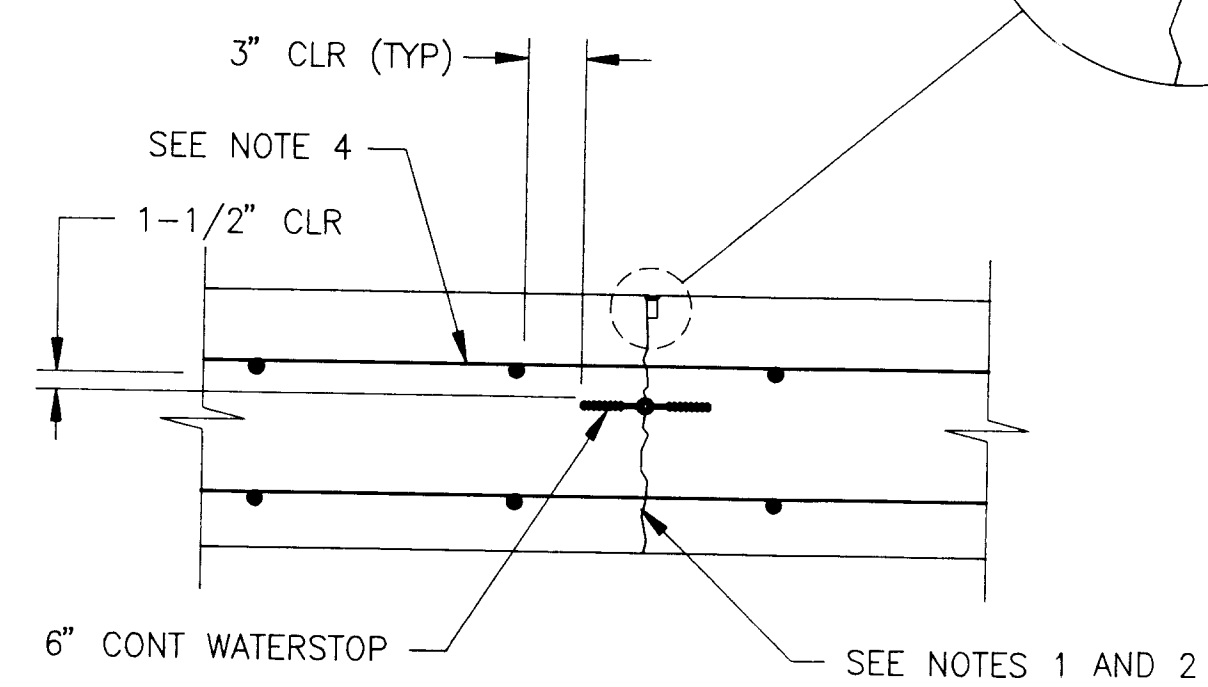 3" CLR (TYP)
SEE NOTE 4
1-1/2" CLR
6" CONT WATERSTOP
SEE NOTES 1 AND 2